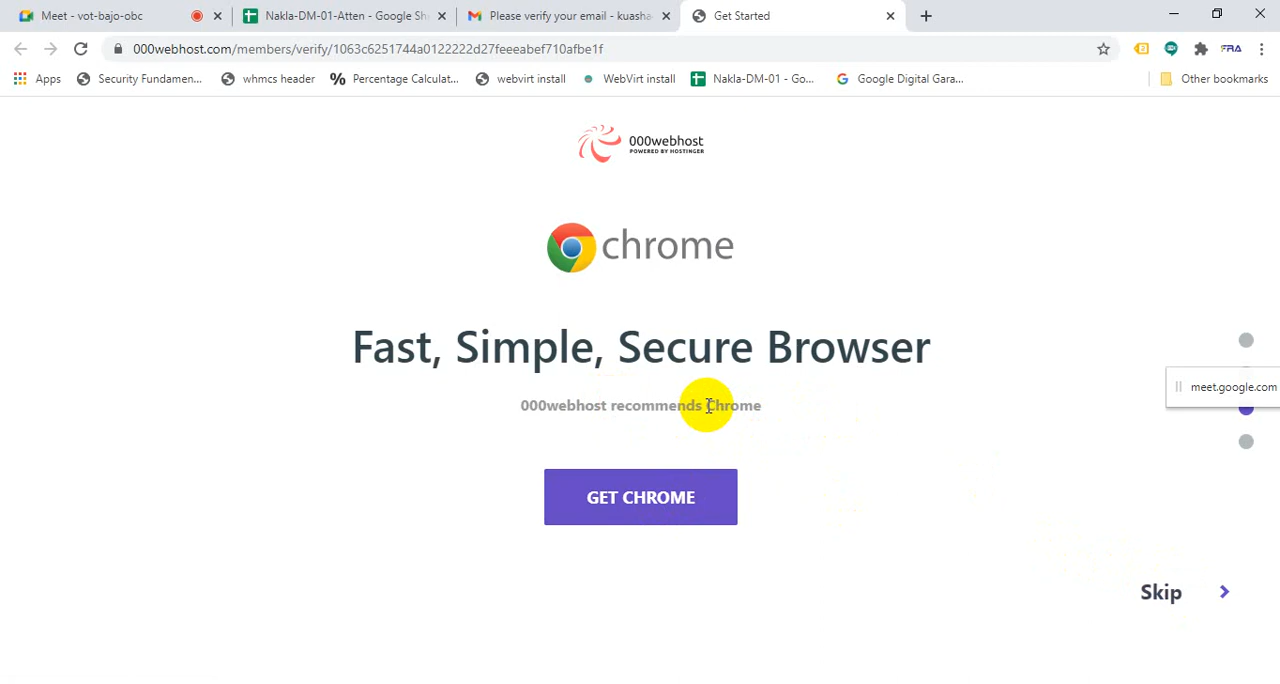 Meet - vot-bajo-obc
Nakla-DM-01-Atten - Google Sh
Please verify your email - kuasha
Get Started
000webhost.com/members/verify/1063c6251744a0122222d27feeeabef710afbe1f
FRA
Apps
Security Fundamen...
whmcs header
Percentage Calculat...
webvirt install
WebVirt install
Nakla-DM-01 - Go...
Google Digital Gara...
Other bookmarks
000webhost
POWERED BY HOSTINGER
chrome
Fast, Simple, Secure Browser
meet.google.com
000webhost recommends Chrome
GET CHROME
Skip